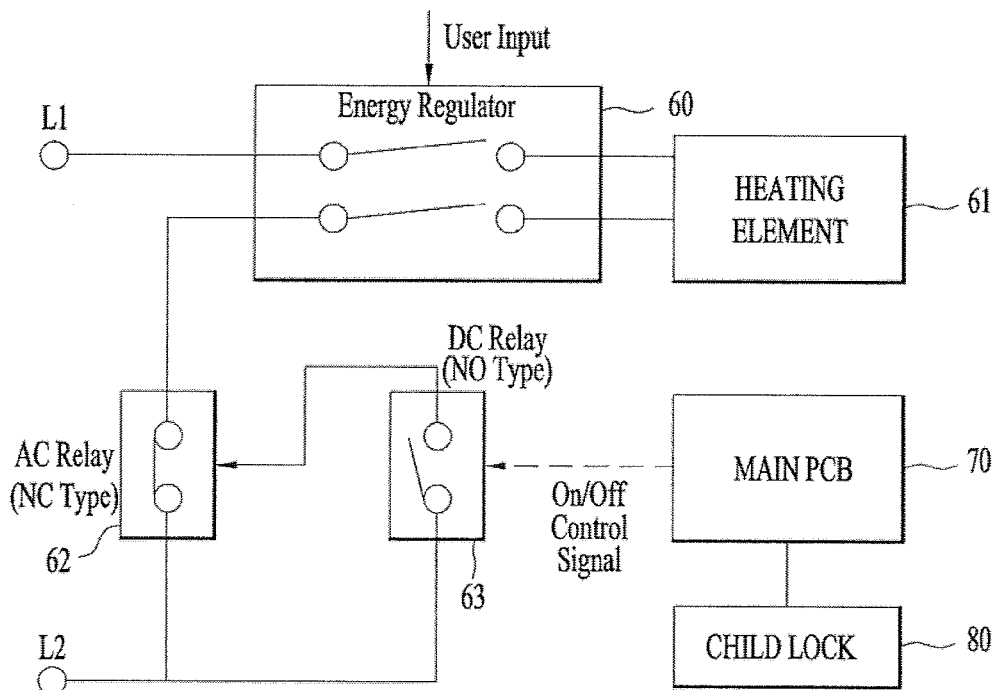 User Input
Energy Regulator
60
L1
HEATING
ELEMENT
61
DC Relay
(NO Type)
AC Relay
(NC Type)
62
63
On/Off
Control
Signal
MAIN PCB
70
L2
CHILD LOCK
80